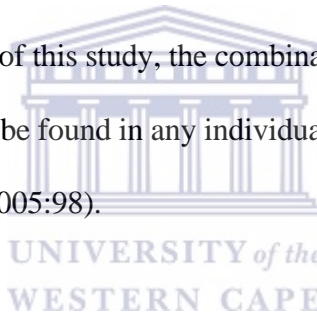 of this study, the combina
be found in any individua
005:98).
UNIVERSITY of the
WESTERN CAPE